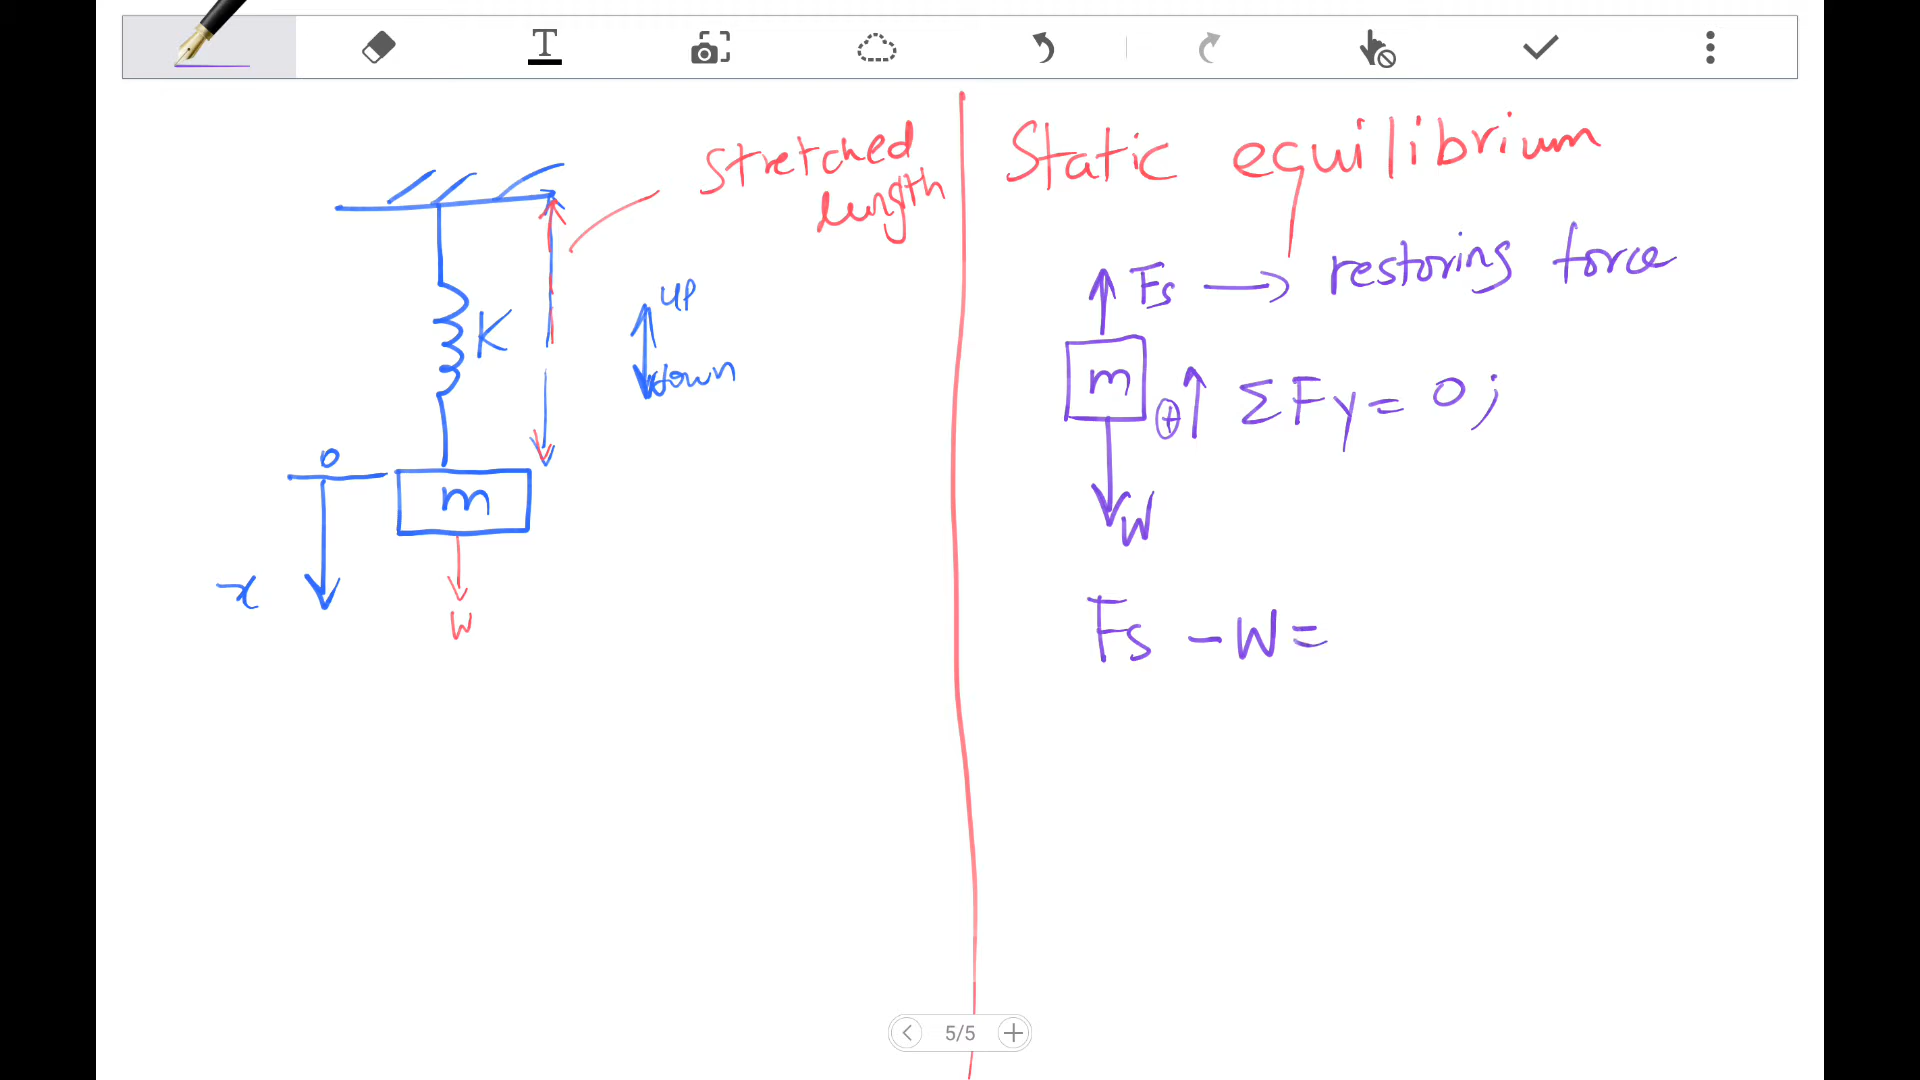 T
Stretched
length
K
up
down
o
m
x
W
Static equilibrium
Fs → restoring force
m
⊕↑ ΣFy = 0;
W
Fs - W =
5/5